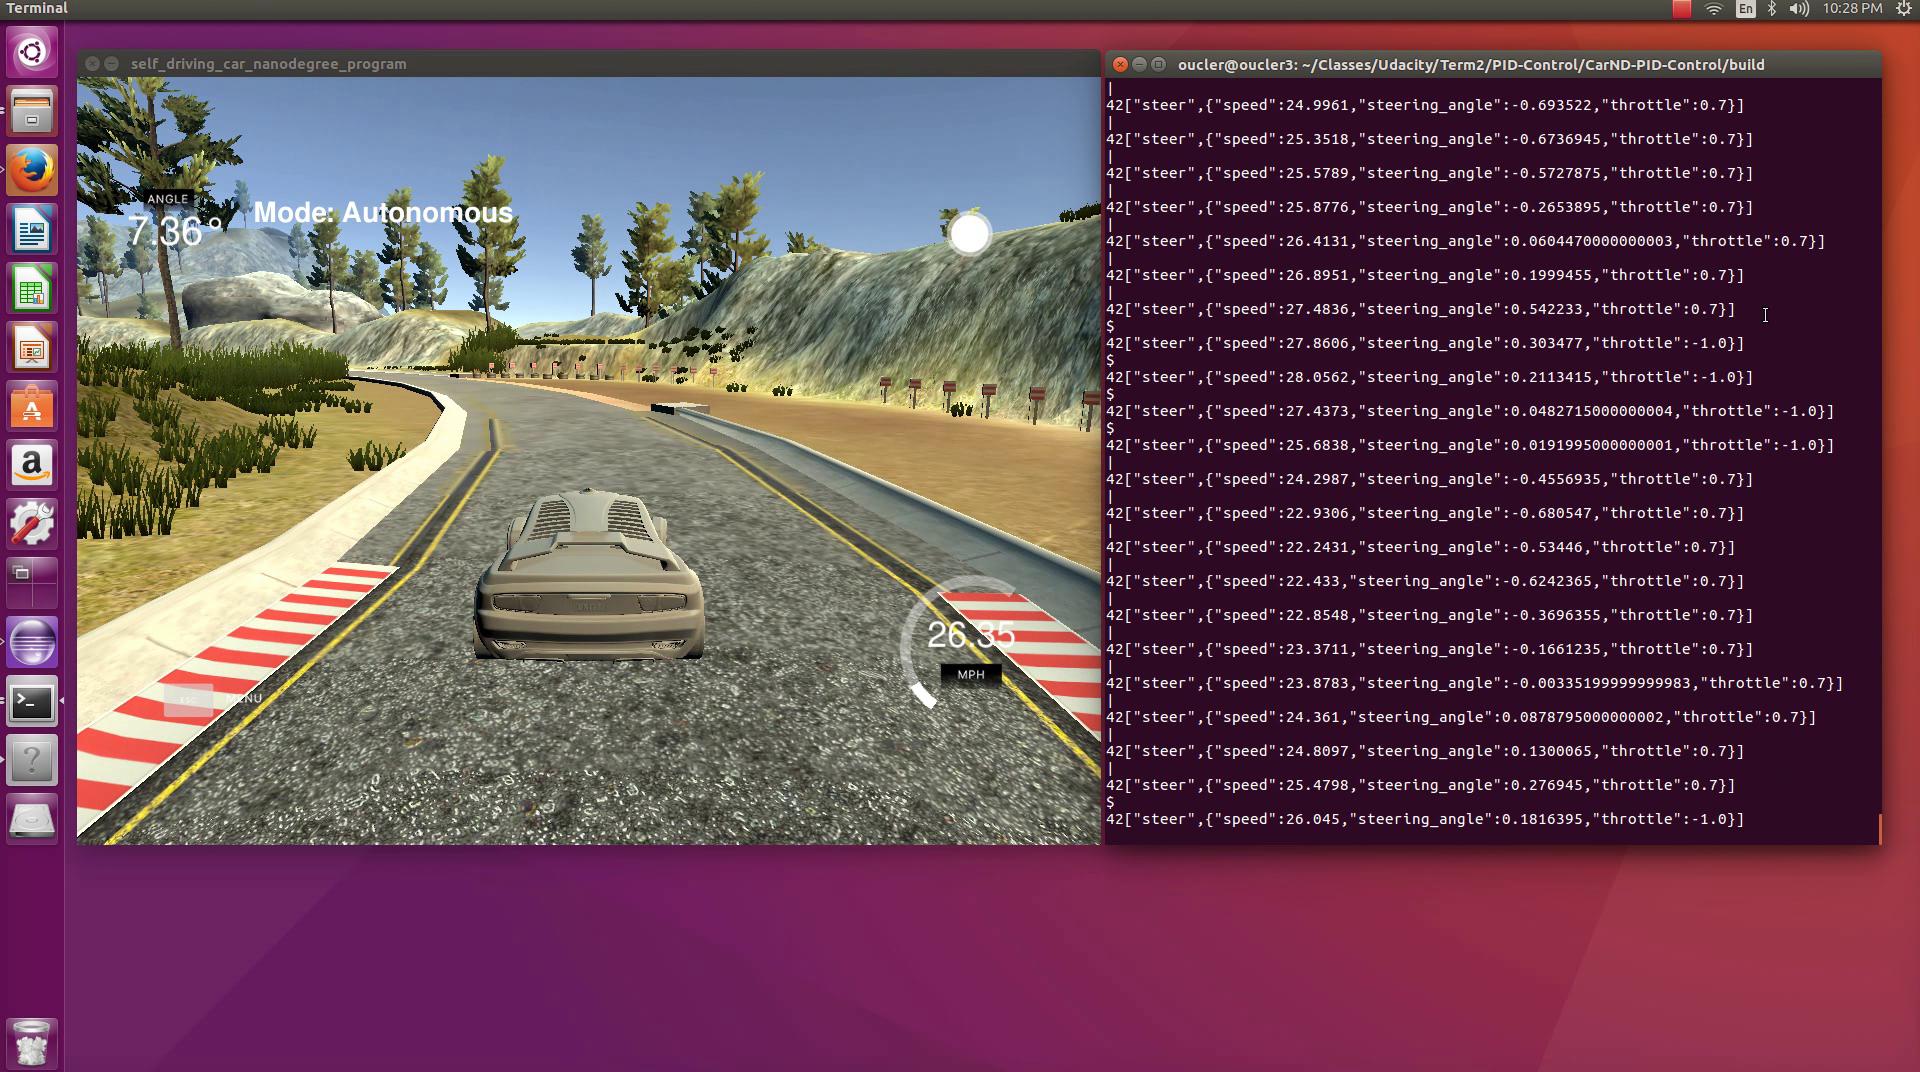 Terminal
En
10:28 PM
self_driving_car_nanodegree_program
ANGLE
7.36°
Mode: Autonomous
26.35
MPH
ESC
MENU
oucler@oucler3: ~/Classes/Udacity/Term2/PID-Control/CarND-PID-Control/build
|
42["steer",{"speed":24.9961,"steering_angle":-0.693522,"throttle":0.7}]
|
42["steer",{"speed":25.3518,"steering_angle":-0.6736945,"throttle":0.7}]
|
42["steer",{"speed":25.5789,"steering_angle":-0.5727875,"throttle":0.7}]
|
42["steer",{"speed":25.8776,"steering_angle":-0.2653895,"throttle":0.7}]
|
42["steer",{"speed":26.4131,"steering_angle":0.0604470000000003,"throttle":0.7}]
|
42["steer",{"speed":26.8951,"steering_angle":0.1999455,"throttle":0.7}]
|
42["steer",{"speed":27.4836,"steering_angle":0.542233,"throttle":0.7}]
$
42["steer",{"speed":27.8606,"steering_angle":0.303477,"throttle":-1.0}]
$
42["steer",{"speed":28.0562,"steering_angle":0.2113415,"throttle":-1.0}]
$
42["steer",{"speed":27.4373,"steering_angle":0.0482715000000004,"throttle":-1.0}]
$
42["steer",{"speed":25.6838,"steering_angle":0.0191995000000001,"throttle":-1.0}]
|
42["steer",{"speed":24.2987,"steering_angle":-0.4556935,"throttle":0.7}]
|
42["steer",{"speed":22.9306,"steering_angle":-0.680547,"throttle":0.7}]
|
42["steer",{"speed":22.2431,"steering_angle":-0.53446,"throttle":0.7}]
|
42["steer",{"speed":22.433,"steering_angle":-0.6242365,"throttle":0.7}]
|
42["steer",{"speed":22.8548,"steering_angle":-0.3696355,"throttle":0.7}]
|
42["steer",{"speed":23.3711,"steering_angle":-0.1661235,"throttle":0.7}]
|
42["steer",{"speed":23.8783,"steering_angle":-0.00335199999999983,"throttle":0.7}]
|
42["steer",{"speed":24.361,"steering_angle":0.0878795000000002,"throttle":0.7}]
|
42["steer",{"speed":24.8097,"steering_angle":0.1300065,"throttle":0.7}]
|
42["steer",{"speed":25.4798,"steering_angle":0.276945,"throttle":0.7}]
$
42["steer",{"speed":26.045,"steering_angle":0.1816395,"throttle":-1.0}]